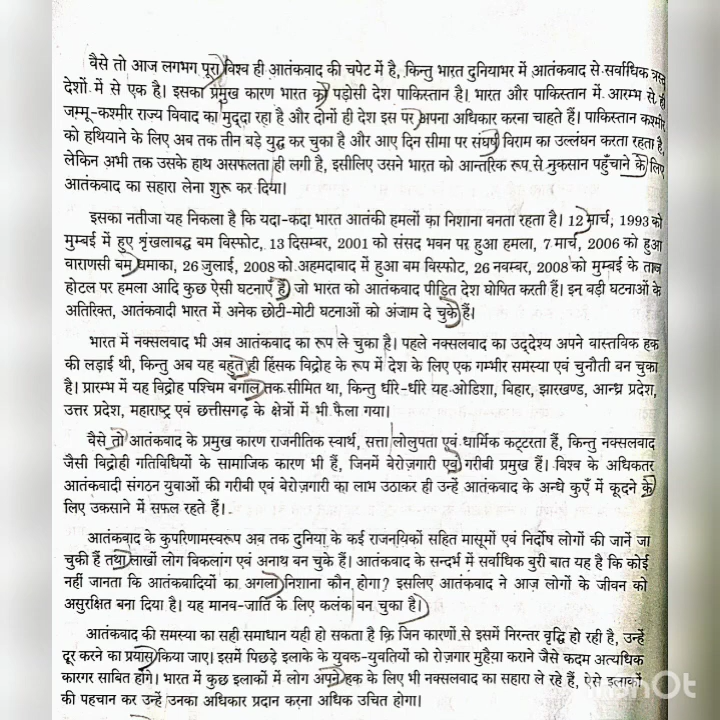 वैसे तो आज लगभग पूरा विश्व ही आतंकवाद की चपेट में है, किन्तु भारत दुनियाभर में आतंकवाद से सर्वाधिक त्रस्त
देशों में से एक है। इसका प्रमुख कारण भारत का पड़ोसी देश पाकिस्तान है। भारत और पाकिस्तान में आरम्भ से ही
जम्मू-कश्मीर राज्य विवाद का मुद्दा रहा है और दोनों ही देश इस पर अपना अधिकार करना चाहते हैं। पाकिस्तान कश्मीर
को हथियाने के लिए अब तक तीन बड़े युद्ध कर चुका है और आए दिन सीमा पर संघर्ष विराम का उल्लंघन करता रहता है,
लेकिन अभी तक उसके हाथ असफलता ही लगी है, इसीलिए उसने भारत को आन्तरिक रूप से नुकसान पहुँचाने के लिए
आतंकवाद का सहारा लेना शुरू कर दिया।
इसका नतीजा यह निकला है कि यदा-कदा भारत आतंकी हमलों का निशाना बनता रहता है। 12 मार्च, 1993 को
मुम्बई में हुए शृंखलाबद्ध बम विस्फोट, 13 दिसम्बर, 2001 को संसद भवन पर हुआ हमला, 7 मार्च, 2006 को हुआ
वाराणसी बम धमाका, 26 जुलाई, 2008 को अहमदाबाद में हुआ बम विस्फोट, 26 नवम्बर, 2008 को मुम्बई के ताज
होटल पर हमला आदि कुछ ऐसी घटनाएँ हैं जो भारत को आतंकवाद पीड़ित देश घोषित करती हैं। इन बड़ी घटनाओं के
अतिरिक्त, आतंकवादी भारत में अनेक छोटी-मोटी घटनाओं को अंजाम दे चुके हैं।
भारत में नक्सलवाद भी अब आतंकवाद का रूप ले चुका है। पहले नक्सलवाद का उद्देश्य अपने वास्तविक हक
की लड़ाई थी, किन्तु अब यह बहुत ही हिंसक विद्रोह के रूप में देश के लिए एक गम्भीर समस्या एवं चुनौती बन चुका
है। प्रारम्भ में यह विद्रोह पश्चिम बंगाल तक सीमित था, किन्तु धीरे-धीरे यह ओडिशा, बिहार, झारखण्ड, आन्ध्र प्रदेश,
उत्तर प्रदेश, महाराष्ट्र एवं छत्तीसगढ़ के क्षेत्रों में भी फैला गया।
वैसे तो आतंकवाद के प्रमुख कारण राजनीतिक स्वार्थ, सत्ता लोलुपता एवं धार्मिक कट्टरता हैं, किन्तु नक्सलवाद
जैसी विद्रोही गतिविधियों के सामाजिक कारण भी हैं, जिनमें बेरोज़गारी एवं गरीबी प्रमुख हैं। विश्व के अधिकतर
आतंकवादी संगठन युवाओं की गरीबी एवं बेरोज़गारी का लाभ उठाकर ही उन्हें आतंकवाद के अन्धे कुएँ में कूदने के
लिए उकसाने में सफल रहते हैं।
आतंकवाद के कुपरिणामस्वरूप अब तक दुनिया के कई राजनयिकों सहित मासूमों एवं निर्दोष लोगों की जानें जा
चुकी हैं तथा लाखों लोग विकलांग एवं अनाथ बन चुके हैं। आतंकवाद के सन्दर्भ में सर्वाधिक बुरी बात यह है कि कोई
नहीं जानता कि आतंकवादियों का अगला निशाना कौन होगा? इसलिए आतंकवाद ने आज लोगों के जीवन को
असुरक्षित बना दिया है। यह मानव-जाति के लिए कलंक बन चुका है।
आतंकवाद की समस्या का सही समाधान यही हो सकता है कि जिन कारणों से इसमें निरन्तर वृद्धि हो रही है, उन्हें
दूर करने का प्रयास किया जाए। इसमें पिछड़े इलाके के युवक-युवतियों को रोज़गार मुहैया कराने जैसे कदम अत्यधिक
कारगर साबित होंगे। भारत में कुछ इलाकों में लोग अपने हक के लिए भी नक्सलवाद का सहारा ले रहे हैं, ऐसे इलाकों
की पहचान कर उन्हें उनका अधिकार प्रदान करना अधिक उचित होगा।